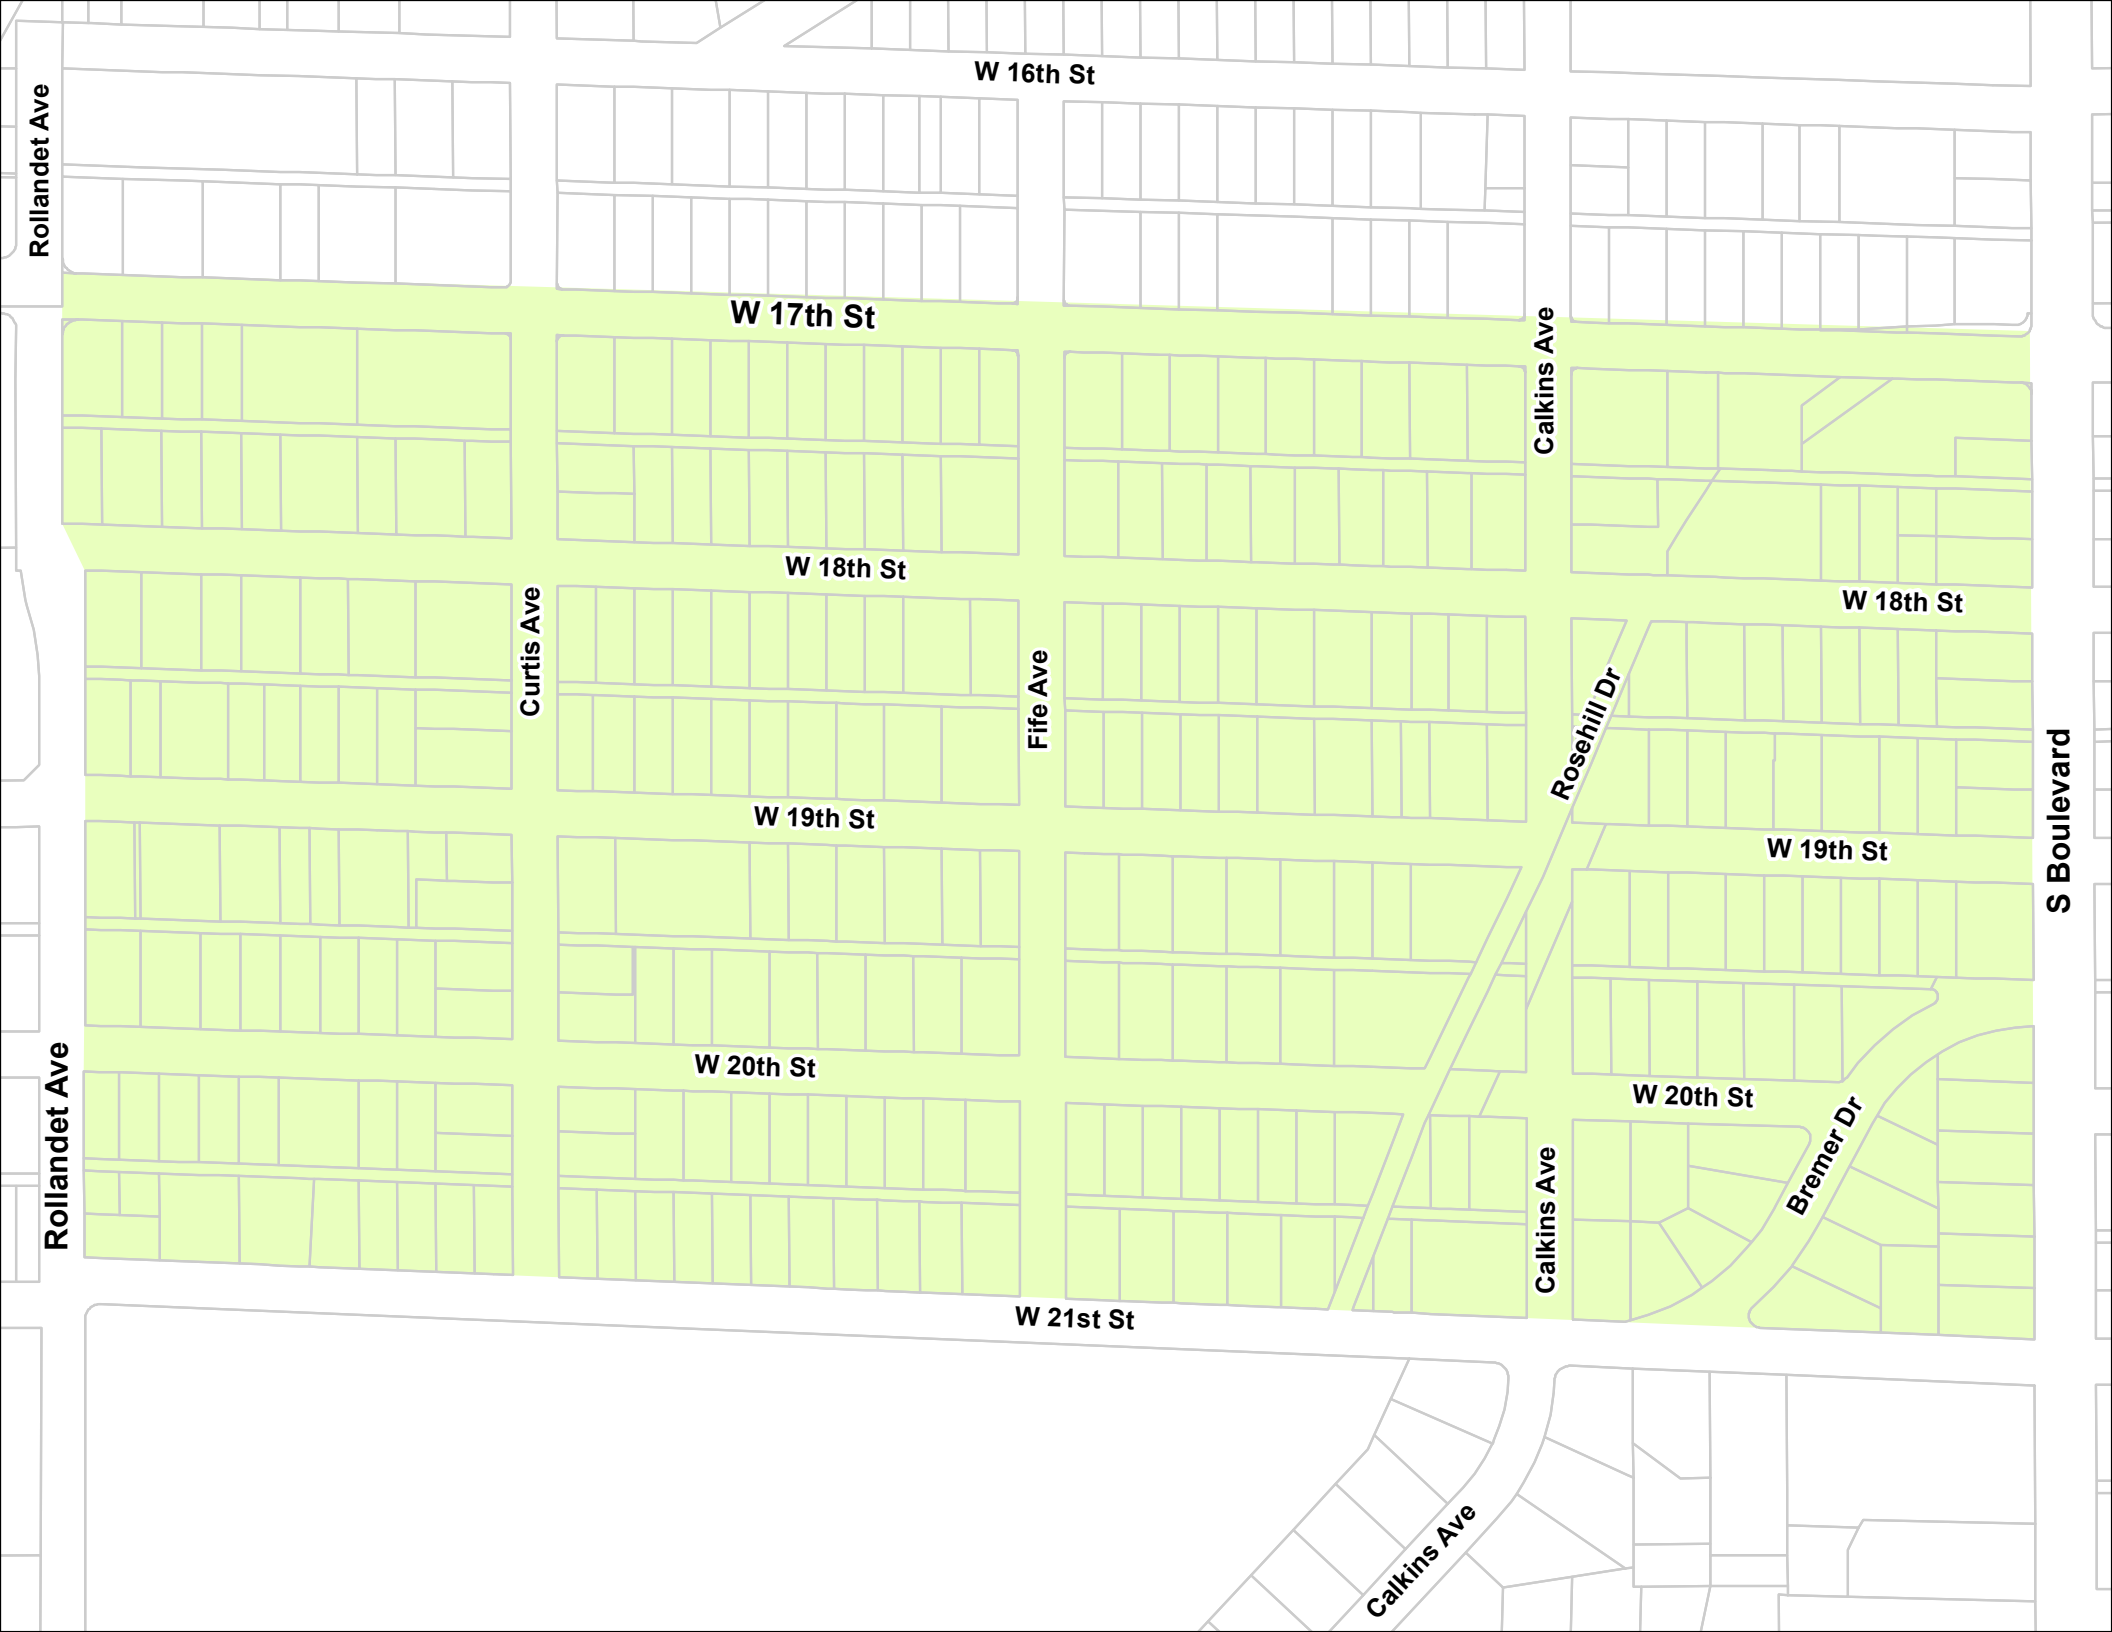 W 16th St
Rollandet Ave
W 17th St
Calkins Ave
W 18th St
W 18th St
Curtis Ave
Fife Ave
Rosehill Dr
S Boulevard
W 19th St
W 19th St
Rollandet Ave
W 20th St
W 20th St
Bremer Dr
Calkins Ave
W 21st St
Calkins Ave